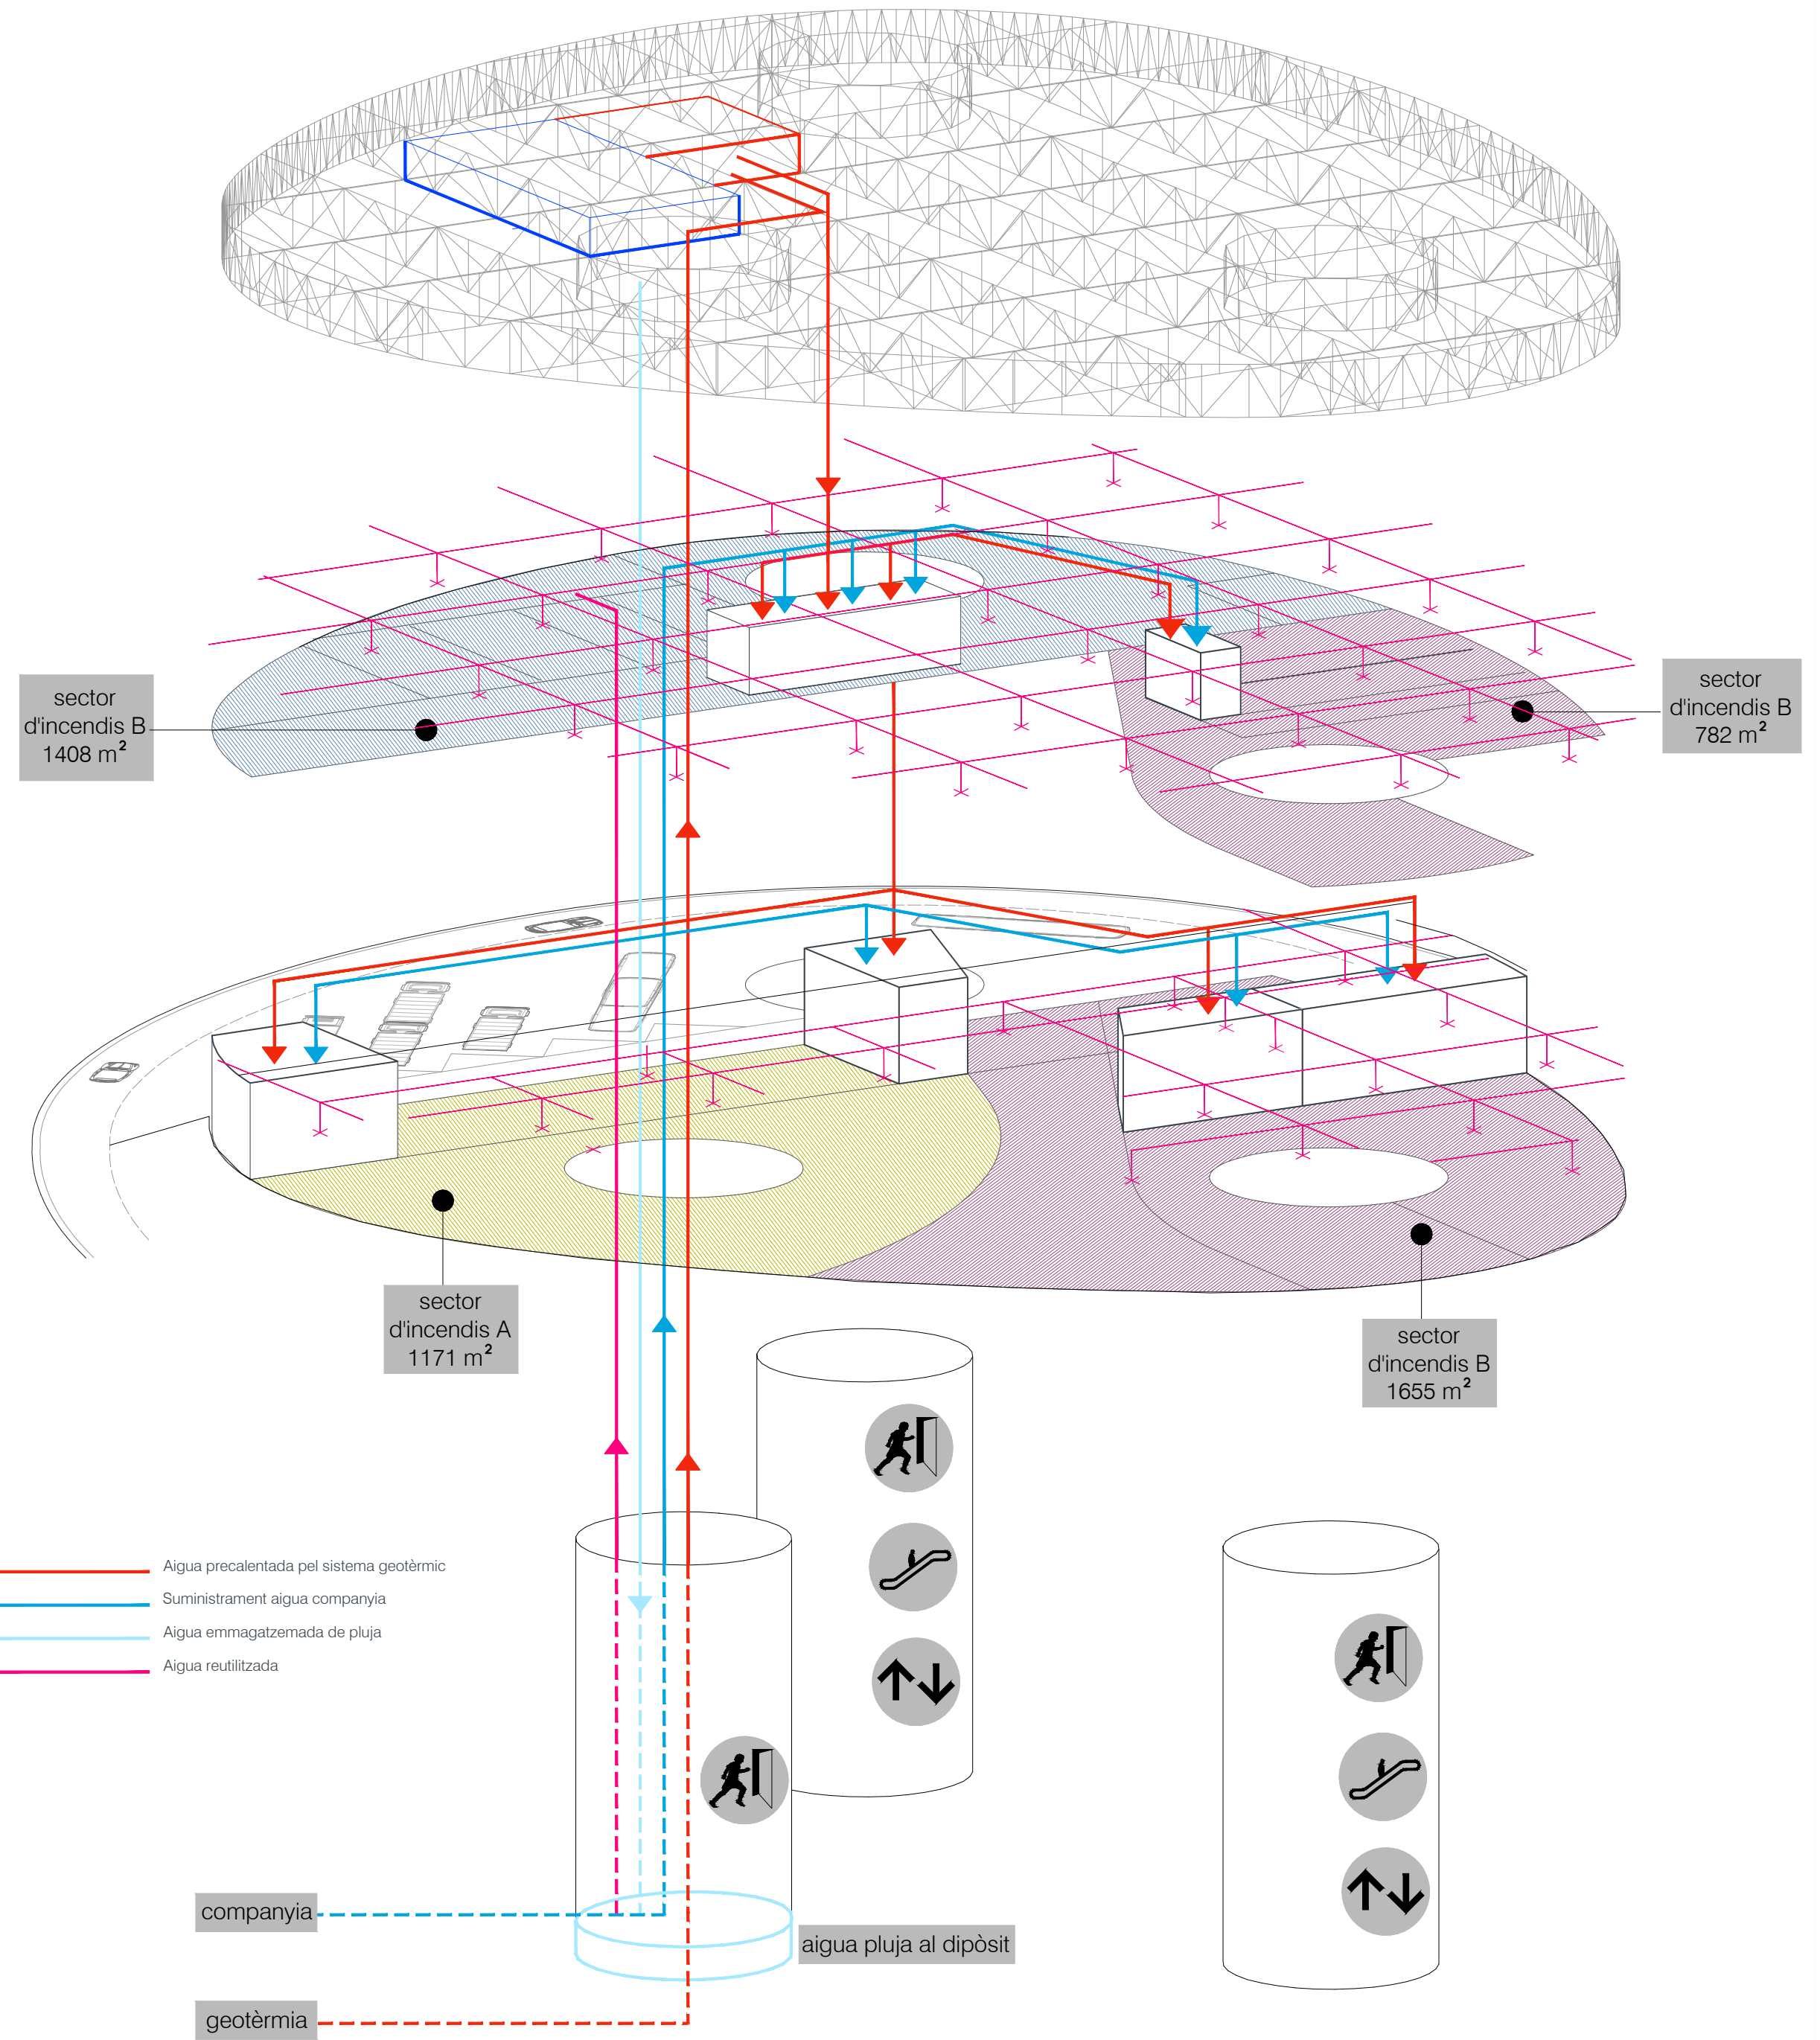 sector
d'incendis B
1408 m²
sector
d'incendis B
782 m²
sector
d'incendis A
1171 m²
sector
d'incendis B
1655 m²
Aigua precalentada pel sistema geotèrmic
Suministrament aigua companyia
Aigua emmagatzemada de pluja
Aigua reutilitzada
companyia
aigua pluja al dipòsit
geotèrmia